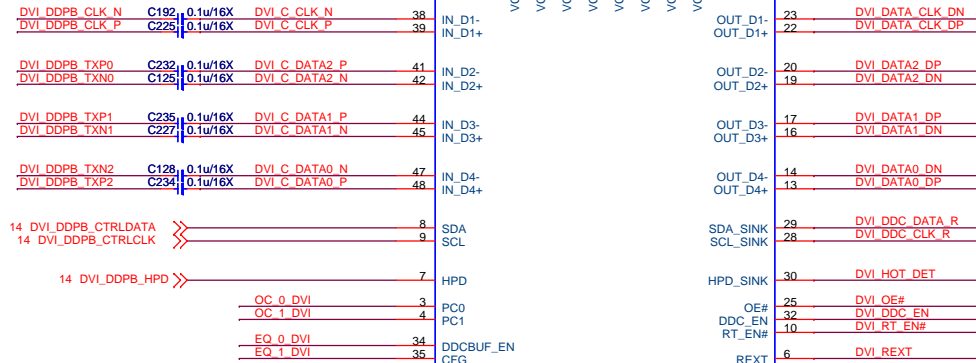 DVI_DDPB_CLK_N C192 0.1u/16X DVI_C_CLK_N 38 IN_D1- OUT_D1- 23 DVI_DATA_CLK_DN
DVI_DDPB_CLK_P C225 0.1u/16X DVI_C_CLK_P 39 IN_D1+ OUT_D1+ 22 DVI_DATA_CLK_DP
DVI_DDPB_TXP0 C232 0.1u/16X DVI_C_DATA2_P 41 IN_D2- OUT_D2- 20 DVI_DATA2_DP
DVI_DDPB_TXN0 C125 0.1u/16X DVI_C_DATA2_N 42 IN_D2+ OUT_D2+ 19 DVI_DATA2_DN
DVI_DDPB_TXP1 C235 0.1u/16X DVI_C_DATA1_P 44 IN_D3- OUT_D3- 17 DVI_DATA1_DP
DVI_DDPB_TXN1 C227 0.1u/16X DVI_C_DATA1_N 45 IN_D3+ OUT_D3+ 16 DVI_DATA1_DN
DVI_DDPB_TXN2 C128 0.1u/16X DVI_C_DATA0_N 47 IN_D4- OUT_D4- 14 DVI_DATA0_DN
DVI_DDPB_TXP2 C234 0.1u/16X DVI_C_DATA0_P 48 IN_D4+ OUT_D4+ 13 DVI_DATA0_DP
14 DVI_DDPB_CTRLDATA 8 SDA SDA_SINK 29 DVI_DDC_DATA_R
14 DVI_DDPB_CTRLCLK 9 SCL SCL_SINK 28 DVI_DDC_CLK_R
14 DVI_DDPB_HPD 7 HPD HPD_SINK 30 DVI_HOT_DET
OC_0_DVI 3 PC0 OE# 25 DVI_OE#
OC_1_DVI 4 PC1 DDC_EN 32 DVI_DDC_EN
RT_EN# 10 DVI_RT_EN#
EQ_0_DVI 34 DDCBUF_EN
EQ_1_DVI 35 CFG REXT 6 DVI_REXT